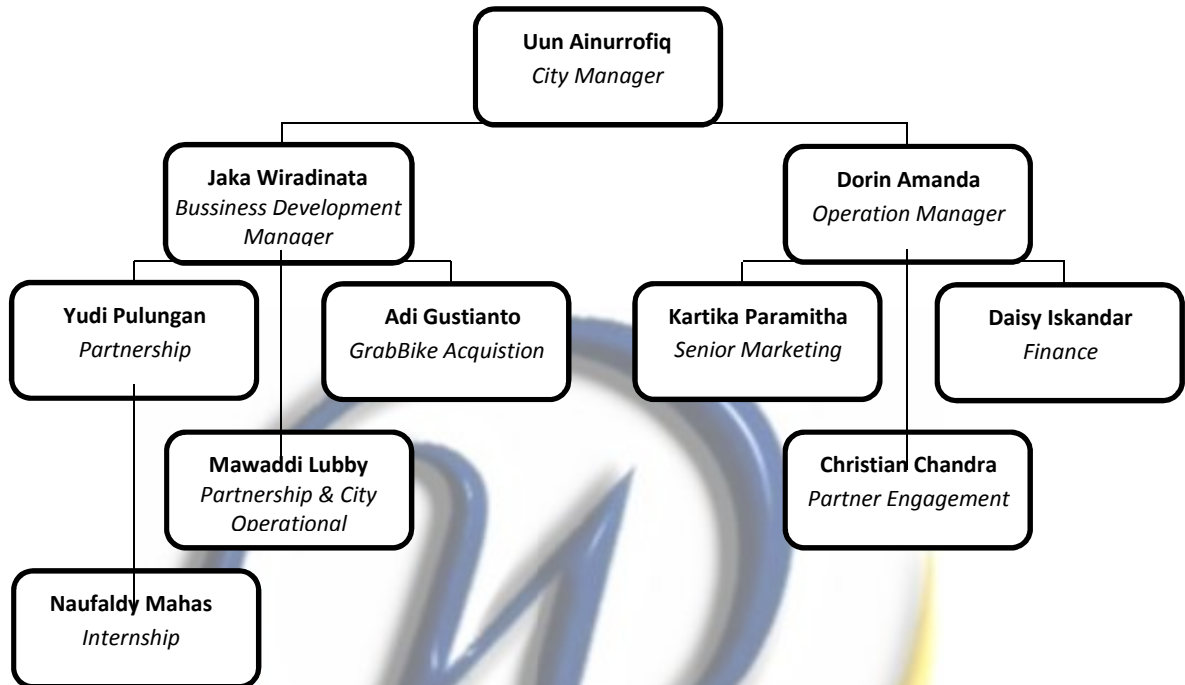 Uun Ainurrofiq
City Manager
Jaka Wiradinata
Bussiness Development
Manager
Dorin Amanda
Operation Manager
Yudi Pulungan
Partnership
Adi Gustianto
GrabBike Acquistion
Kartika Paramitha
Senior Marketing
Daisy Iskandar
Finance
Mawaddi Lubby
Partnership & City
Operational
Christian Chandra
Partner Engagement
Naufaldy Mahas
Internship